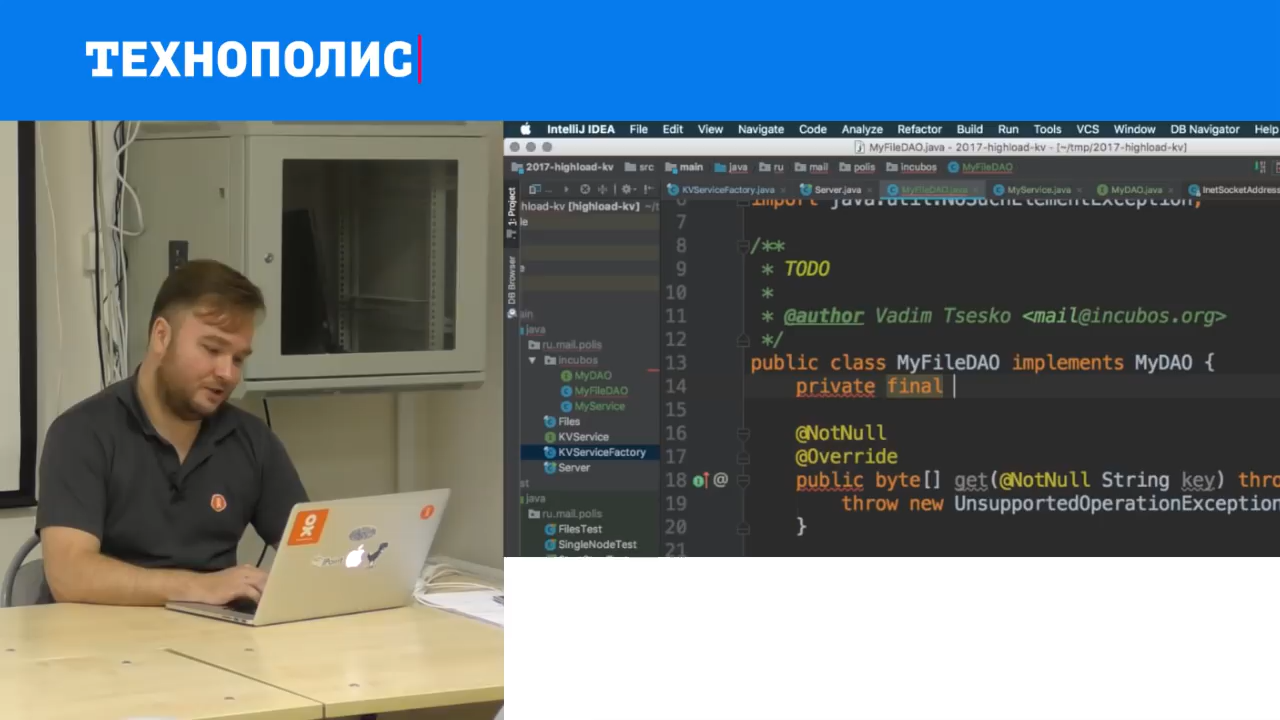 ТЕХНОПОЛИС
IntelliJ IDEA File Edit View Navigate Code Analyze Refactor Build Run Tools VCS Window DB Navigator Help
MyFileDAO.java - 2017-highload-kv - [~/tmp/2017-highload-kv]
2017-highload-kv src main java ru mail polis incubos MyFileDAO
KVServiceFactory.java Server.java MyFileDAO.java MyService.java MyDAO.java InetSocketAddress
1: Project
DB Browser
hload-kv [highload-kv] ~/t
java
ru.mail.polis
incubos
MyDAO
MyFileDAO
MyService
Files
KVService
KVServiceFactory
Server
java
ru.mail.polis
FilesTest
SingleNodeTest
import java.util.NoSuchElementException;
7
8 /**
9 * TODO
10 *
11 * @author Vadim Tsesko <mail@incubos.org>
12 */
13 public class MyFileDAO implements MyDAO {
14 private final
15
16 @NotNull
17 @Override
18 public byte[] get(@NotNull String key) thro
19 throw new UnsupportedOperationException
20 }
21